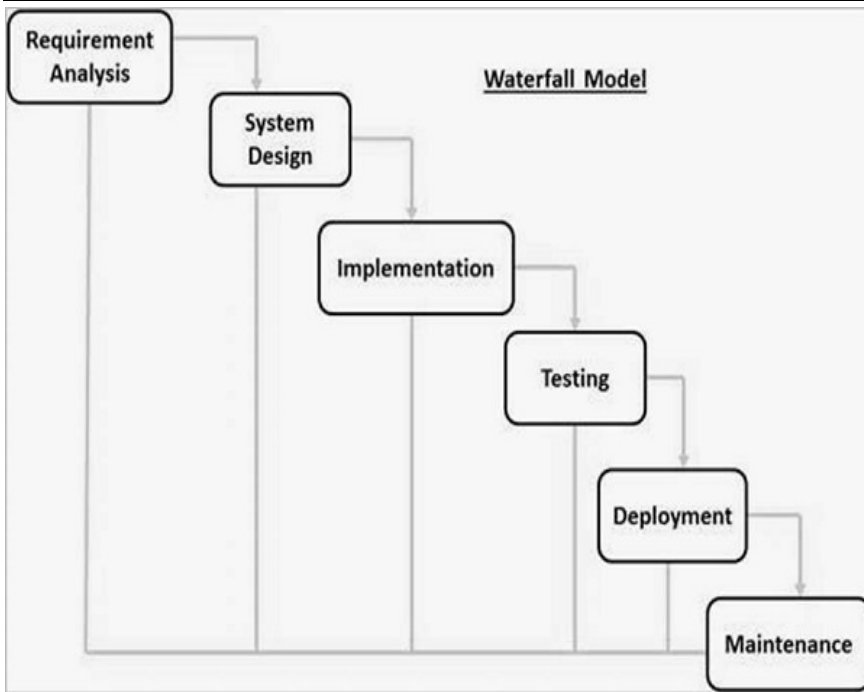 Requirement
Analysis
Waterfall Model
System
Design
Implementation
Testing
Deployment
Maintenance